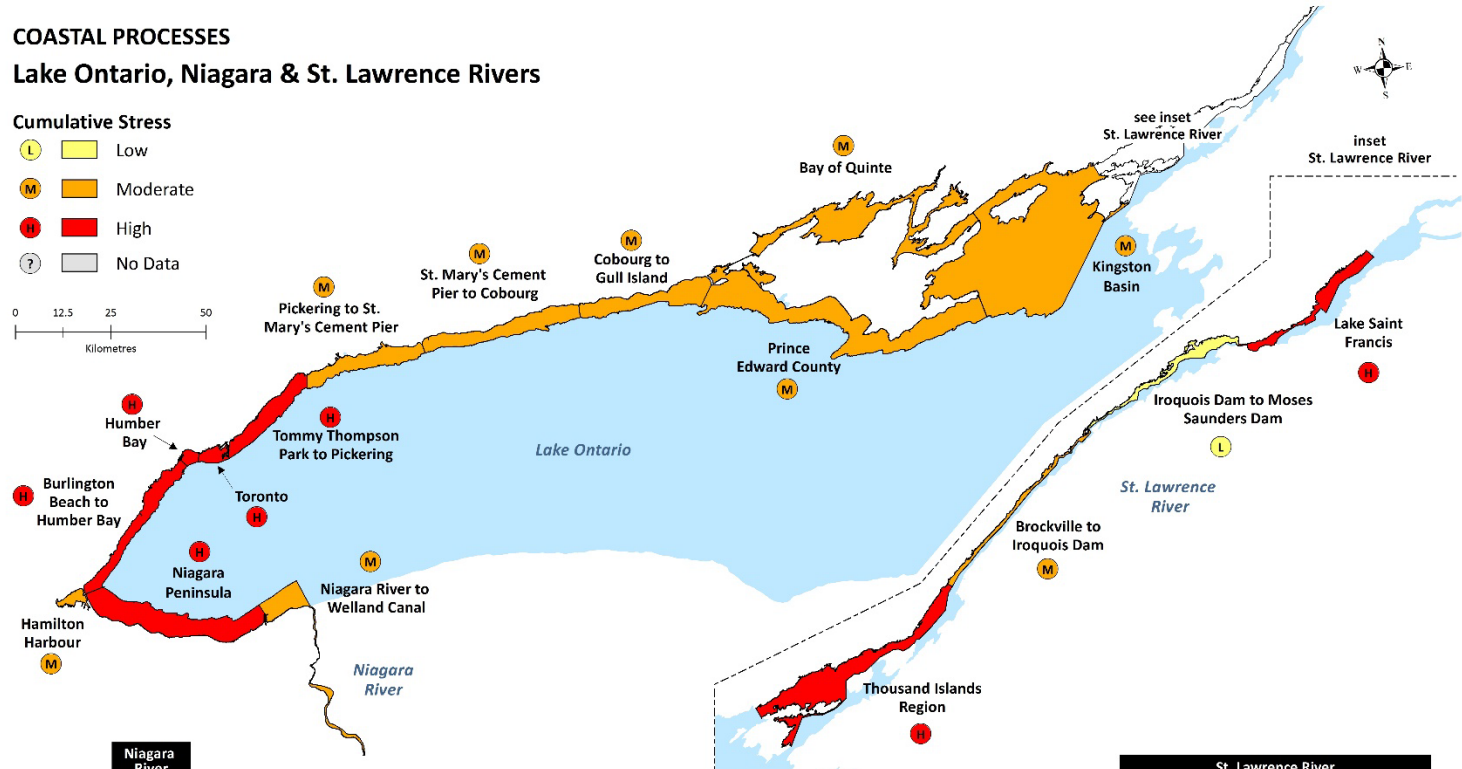 COASTAL PROCESSES
Lake Ontario, Niagara & St. Lawrence Rivers
Cumulative Stress
L Low
M Moderate
H High
? No Data
0 12.5 25 50
Kilometres
N
W E
S
see inset
St. Lawrence River
inset
St. Lawrence River
M
Bay of Quinte
M
Cobourg to
Gull Island
M
St. Mary's Cement
Pier to Cobourg
M
Pickering to St.
Mary's Cement Pier
M
Kingston
Basin
Prince
Edward County
M
H
Humber
Bay
H
Tommy Thompson
Park to Pickering
Lake Ontario
H
Burlington
Beach to
Humber Bay
Toronto
H
H
Niagara
Peninsula
M
Niagara River to
Welland Canal
Hamilton
Harbour
M
Niagara
River
Lake Saint
Francis
H
Iroquois Dam to Moses
Saunders Dam
L
St. Lawrence
River
Brockville to
Iroquois Dam
M
Thousand Islands
Region
H
Niagara
River
St. Lawrence River